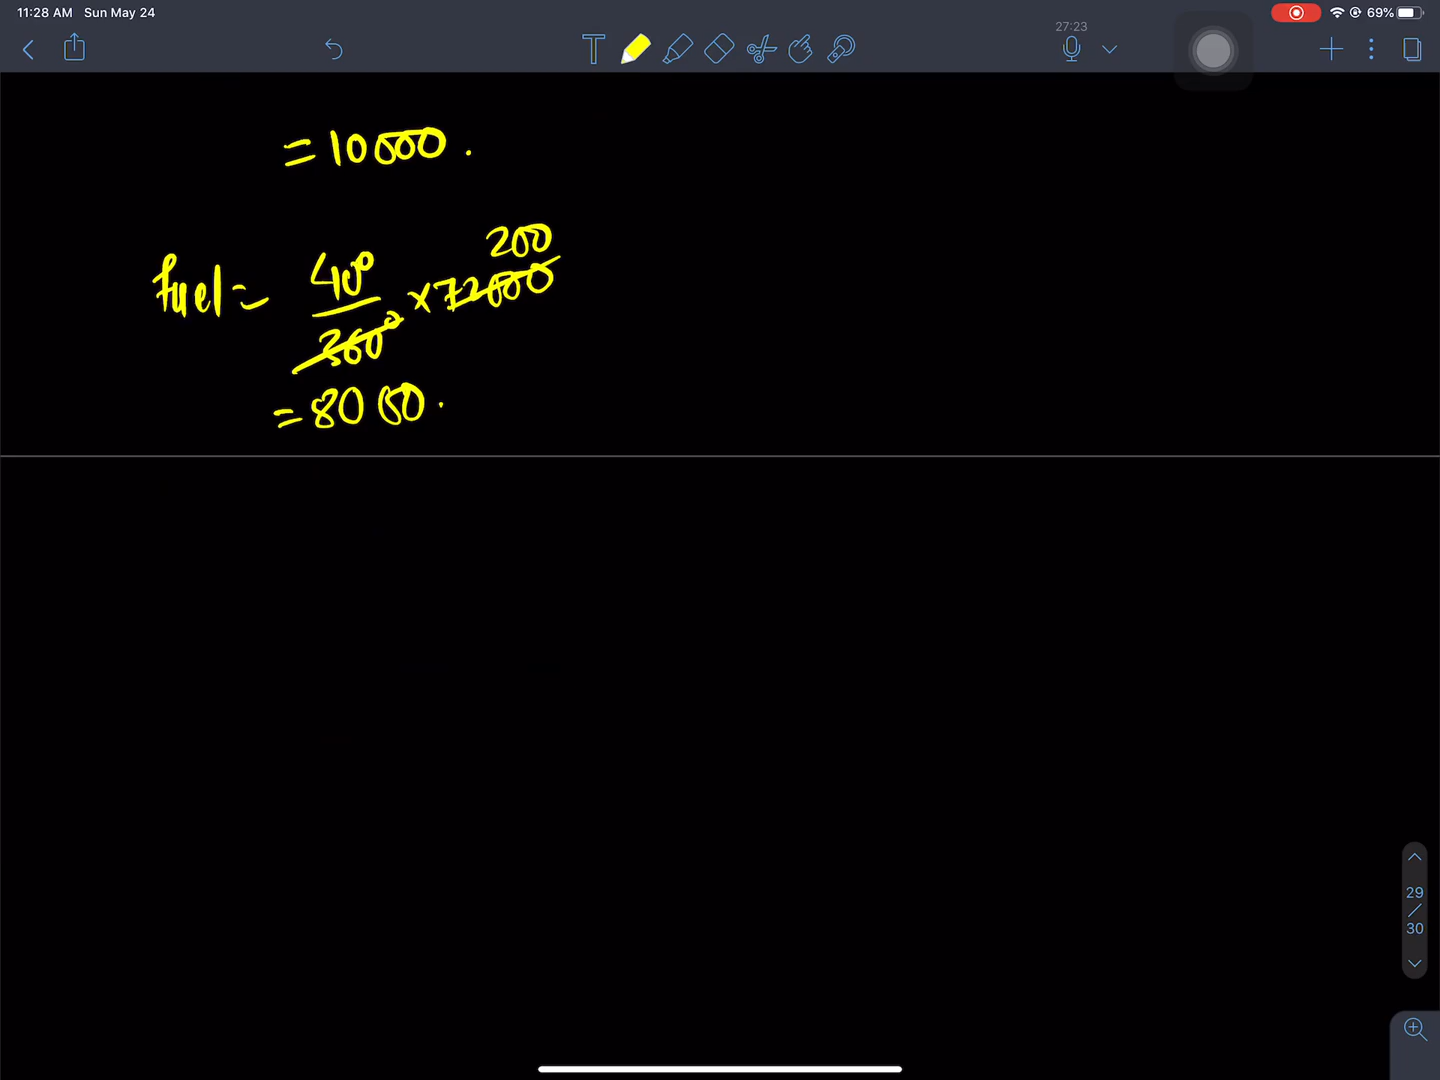 11:28 AM Sun May 24
69%
27:23
T
= 10000.
200
Fuel = 40°/360° × 72000
= 8000.
29
/
30